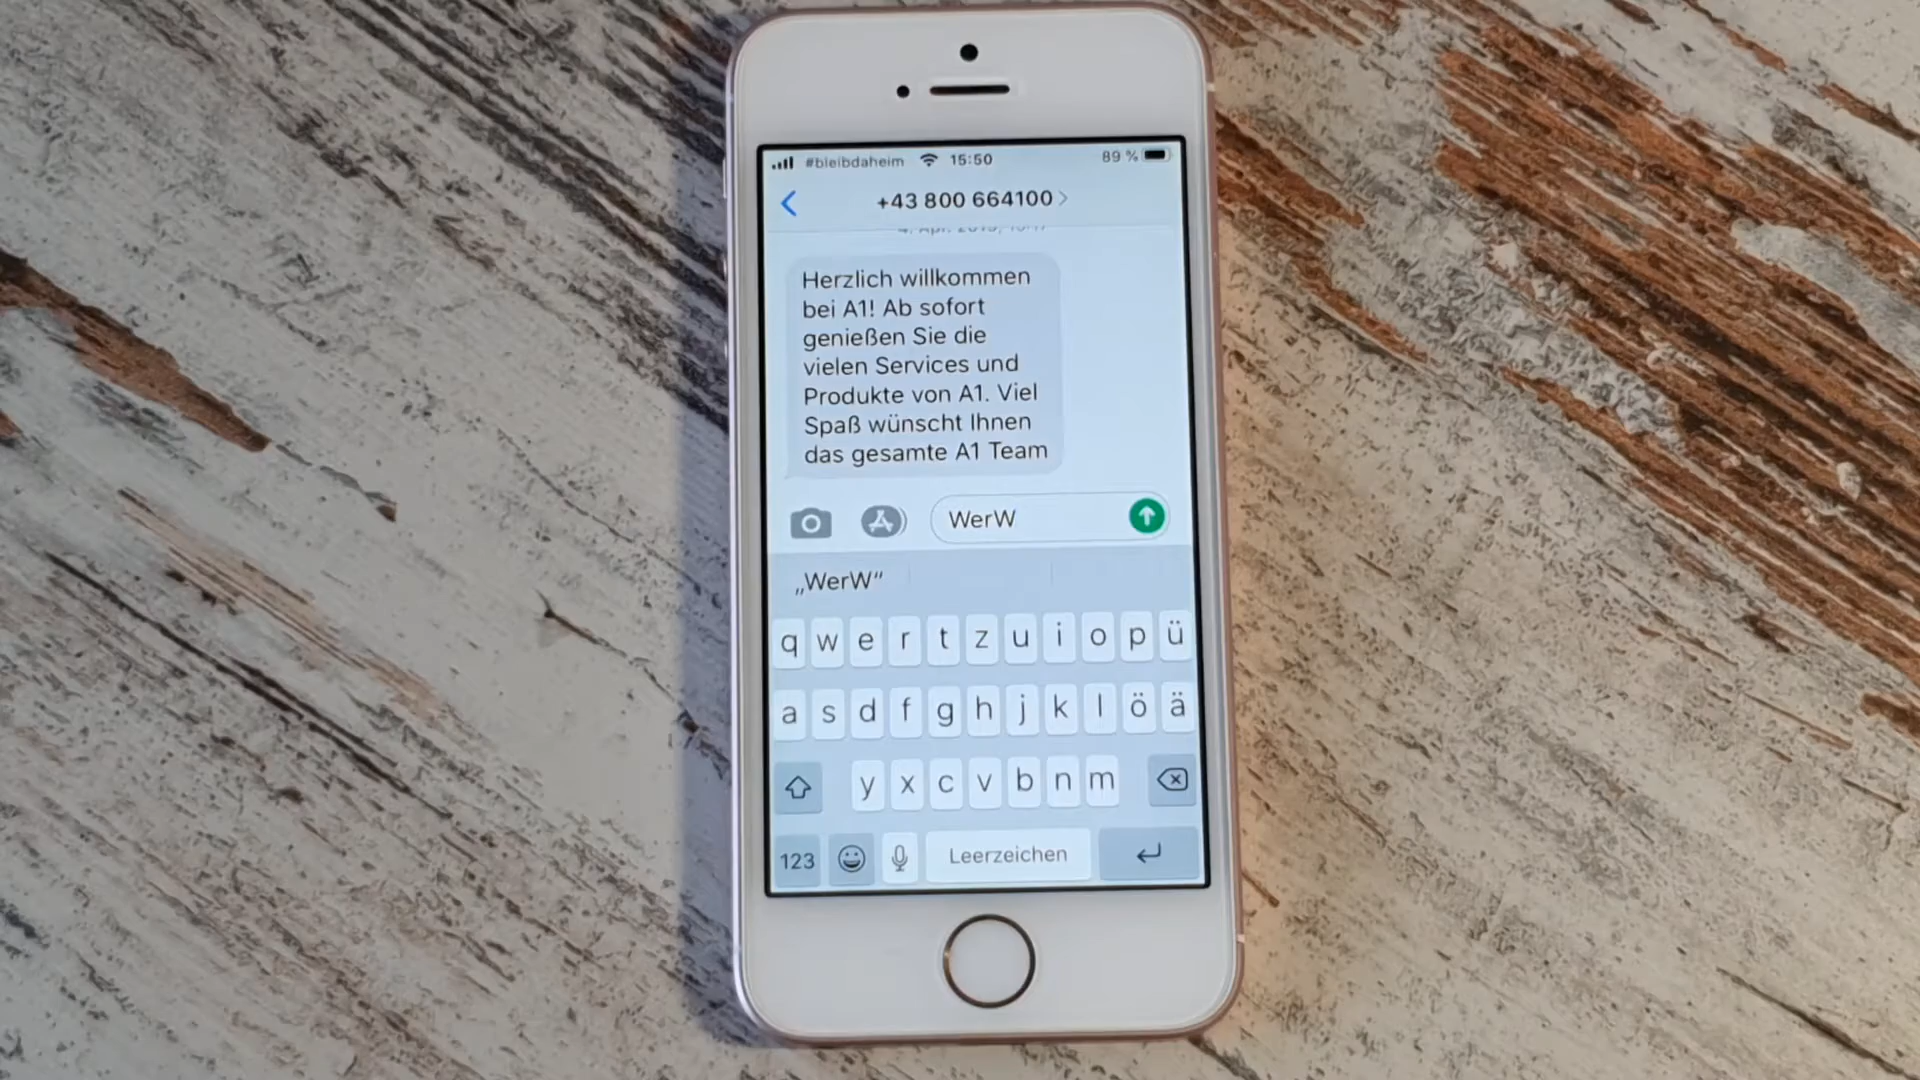 #bleibdaheim 15:50 89 %
+43 800 664100
Herzlich willkommen
bei A1! Ab sofort
genießen Sie die
vielen Services und
Produkte von A1. Viel
Spaß wünscht Ihnen
das gesamte A1 Team
WerW
„WerW“
q w e r t z u i o p ü
a s d f g h j k l ö ä
y x c v b n m
123 Leerzeichen